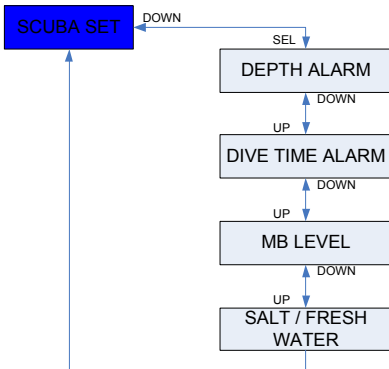 SCUBA SET
DOWN
SEL
DEPTH ALARM
DOWN
UP
DIVE TIME ALARM
DOWN
UP
MB LEVEL
DOWN
UP
SALT / FRESH
WATER